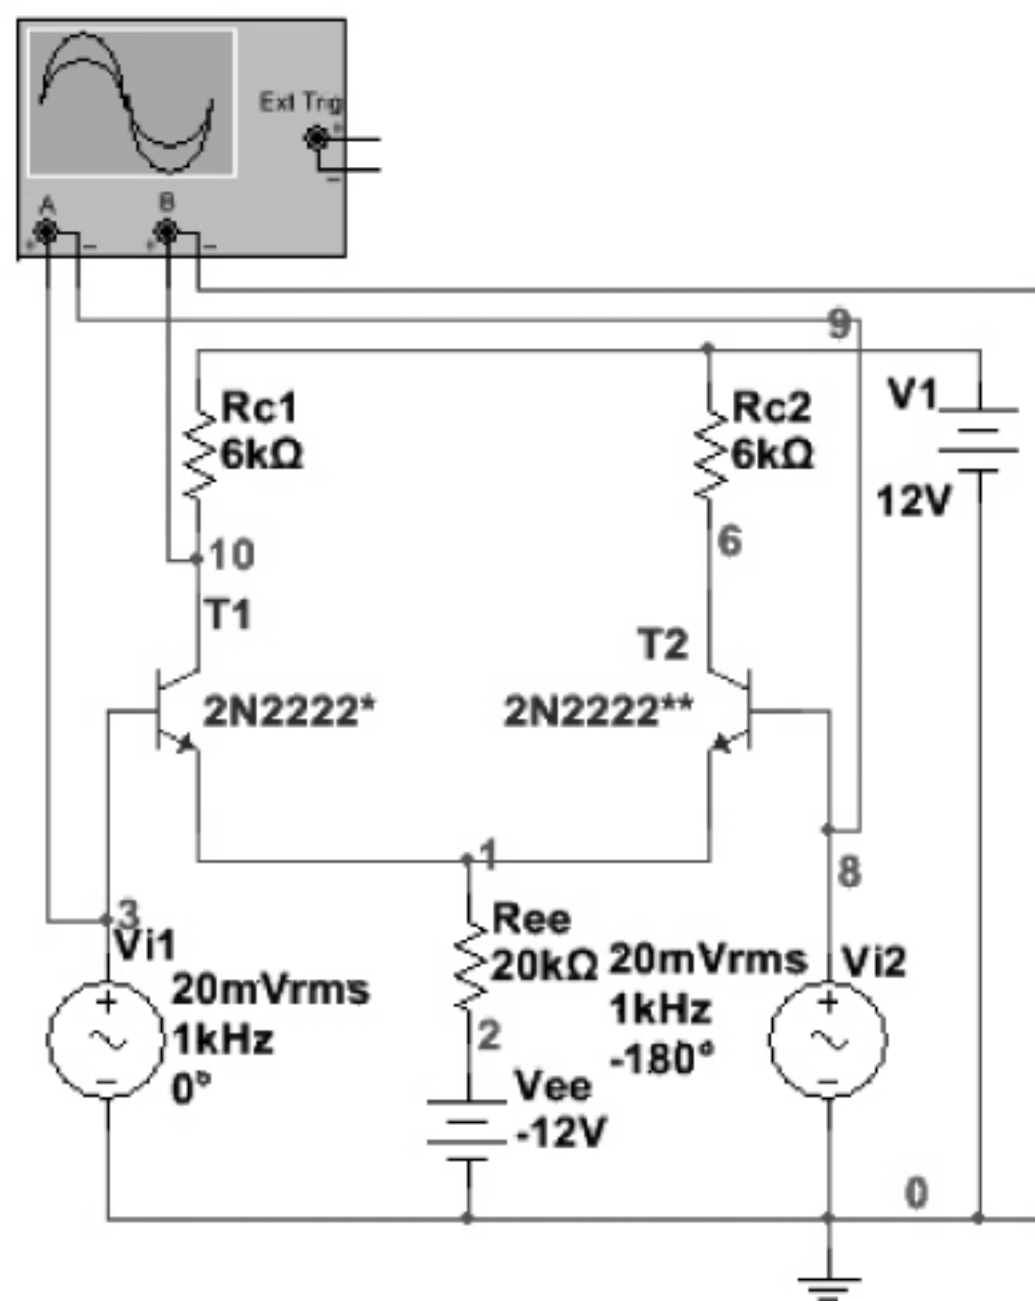 Ext Trig
+
−
A
B
+
−
+
−
9
Rc1
6kΩ
Rc2
6kΩ
V1
12V
10
6
T1
T2
2N2222*
2N2222**
1
8
3
Vi1
20mVrms
1kHz
0°
Ree
20kΩ
20mVrms
1kHz
-180°
Vi2
+
−
+
−
2
Vee
-12V
0